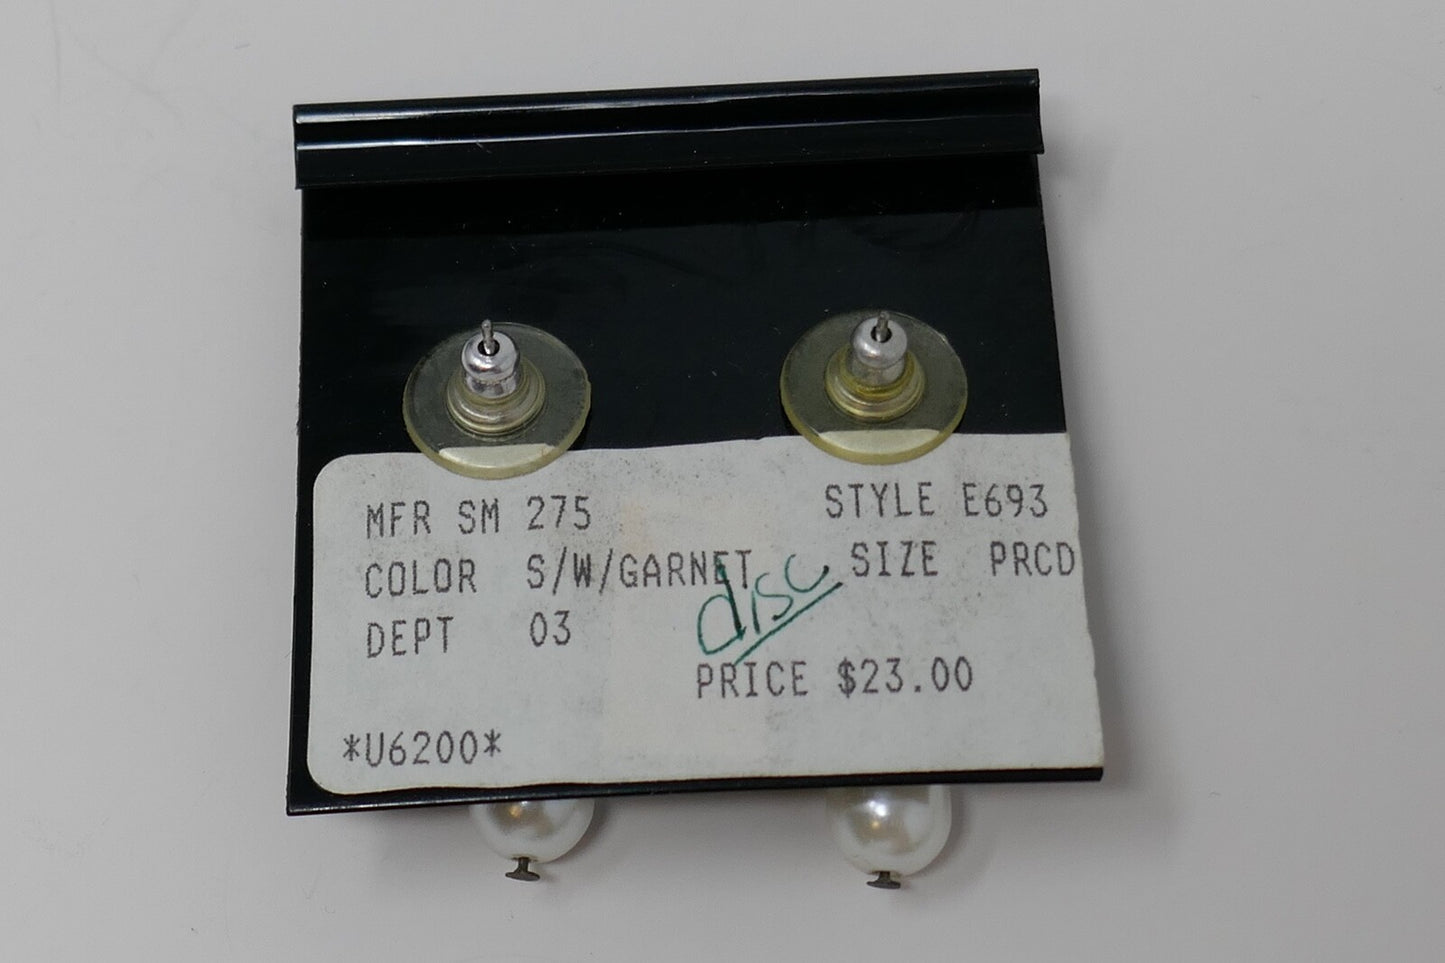 MFR SM 275 STYLE E693
COLOR S/W/GARNET SIZE PRCD
disc.
DEPT 03
PRICE $23.00
*U6200*